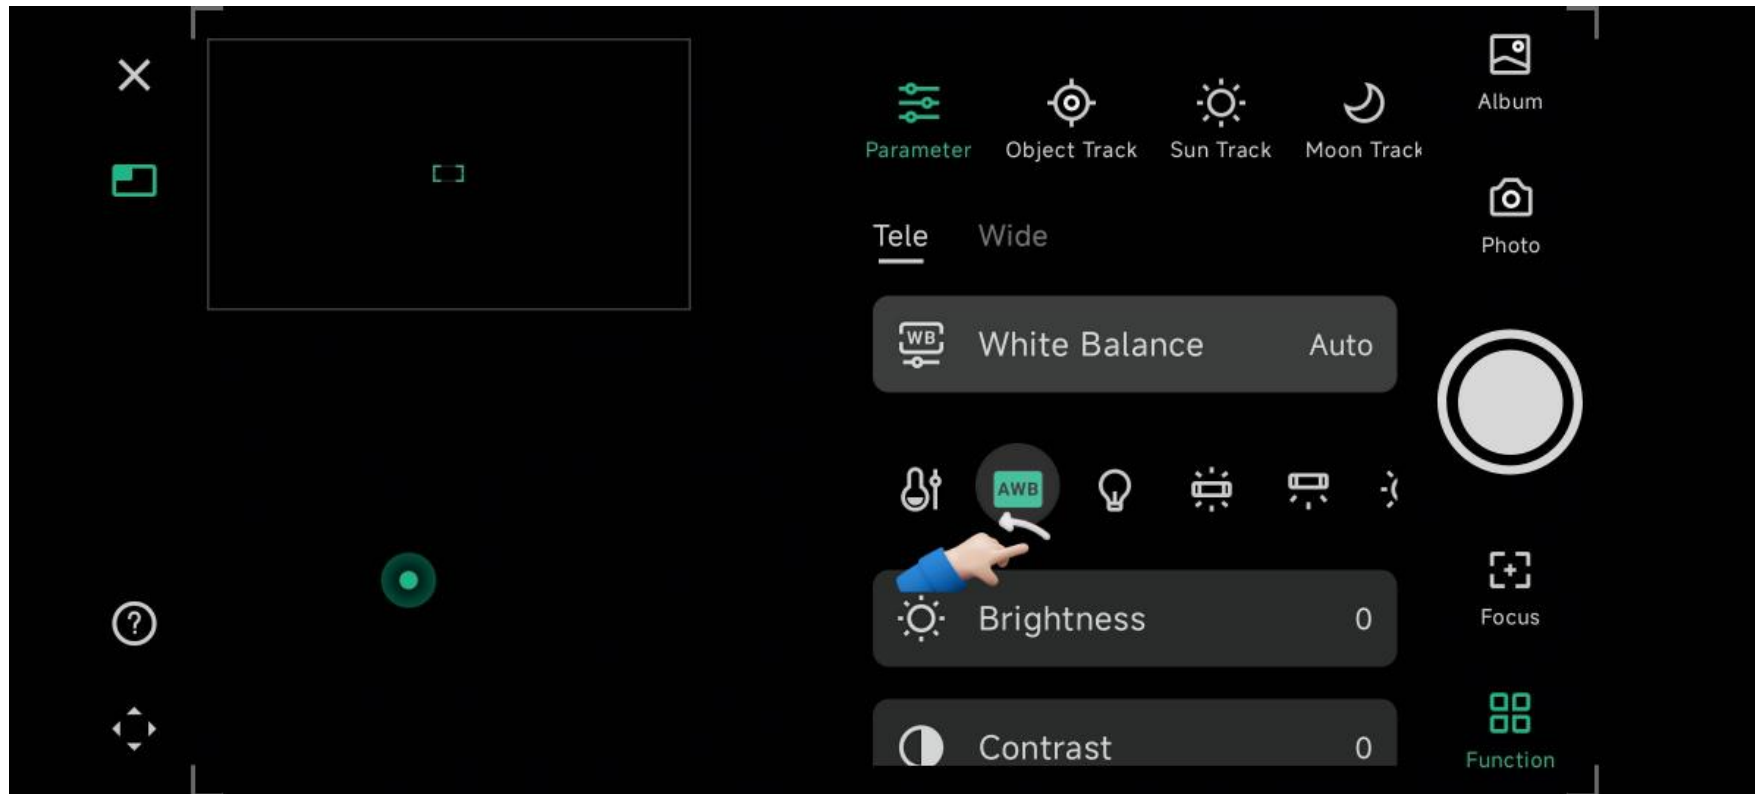 Parameter
Object Track
Sun Track
Moon Track
Album
Photo
Tele
Wide
WB
White Balance
Auto
AWB
Brightness
0
Contrast
0
?
Focus
Function